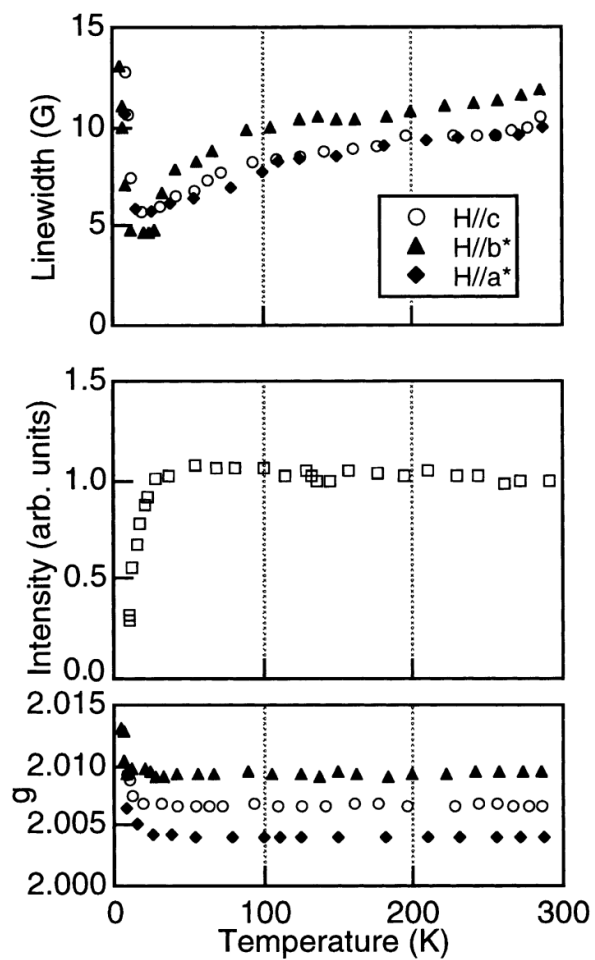 15
10
5
0
Linewidth (G)
H//c
H//b*
H//a*
1.5
1.0
0.5
0.0
Intensity (arb. units)
2.015
2.010
2.005
2.000
g
0 100 200 300
Temperature (K)